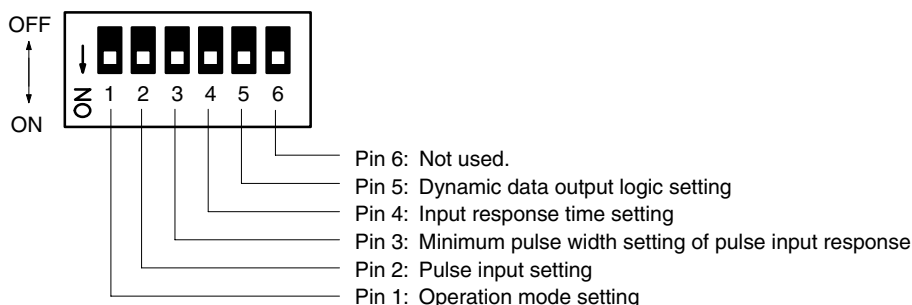 OFF
ON
ON
1 2 3 4 5 6
Pin 6: Not used.
Pin 5: Dynamic data output logic setting
Pin 4: Input response time setting
Pin 3: Minimum pulse width setting of pulse input response
Pin 2: Pulse input setting
Pin 1: Operation mode setting